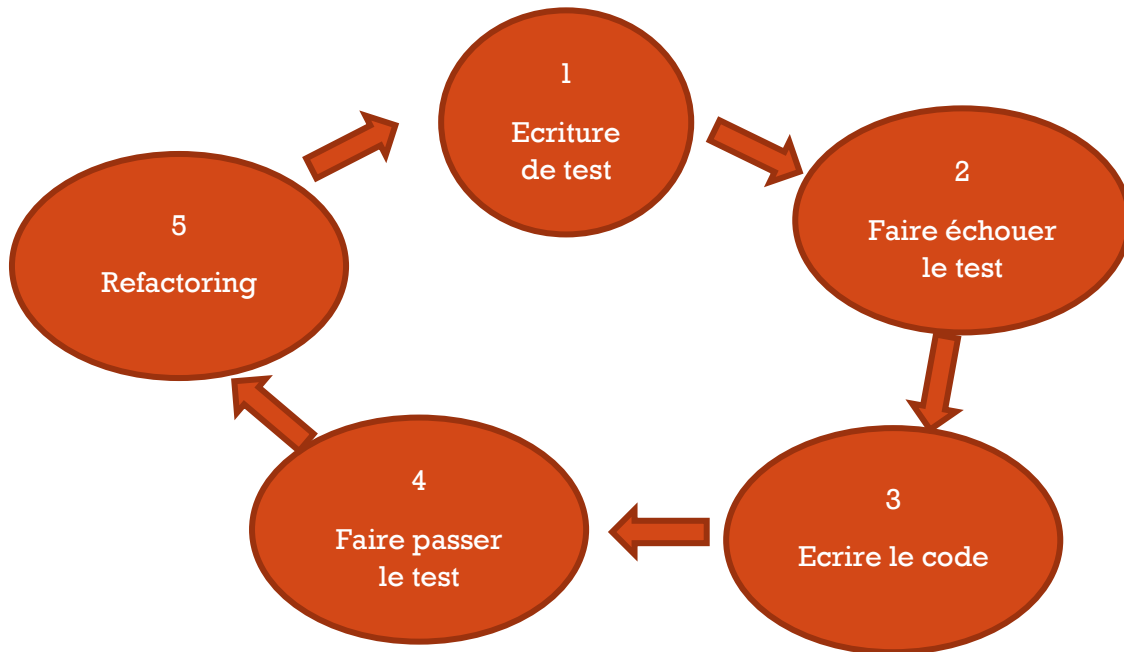 1
Ecriture
de test
2
Faire échouer
le test
3
Ecrire le code
4
Faire passer
le test
5
Refactoring